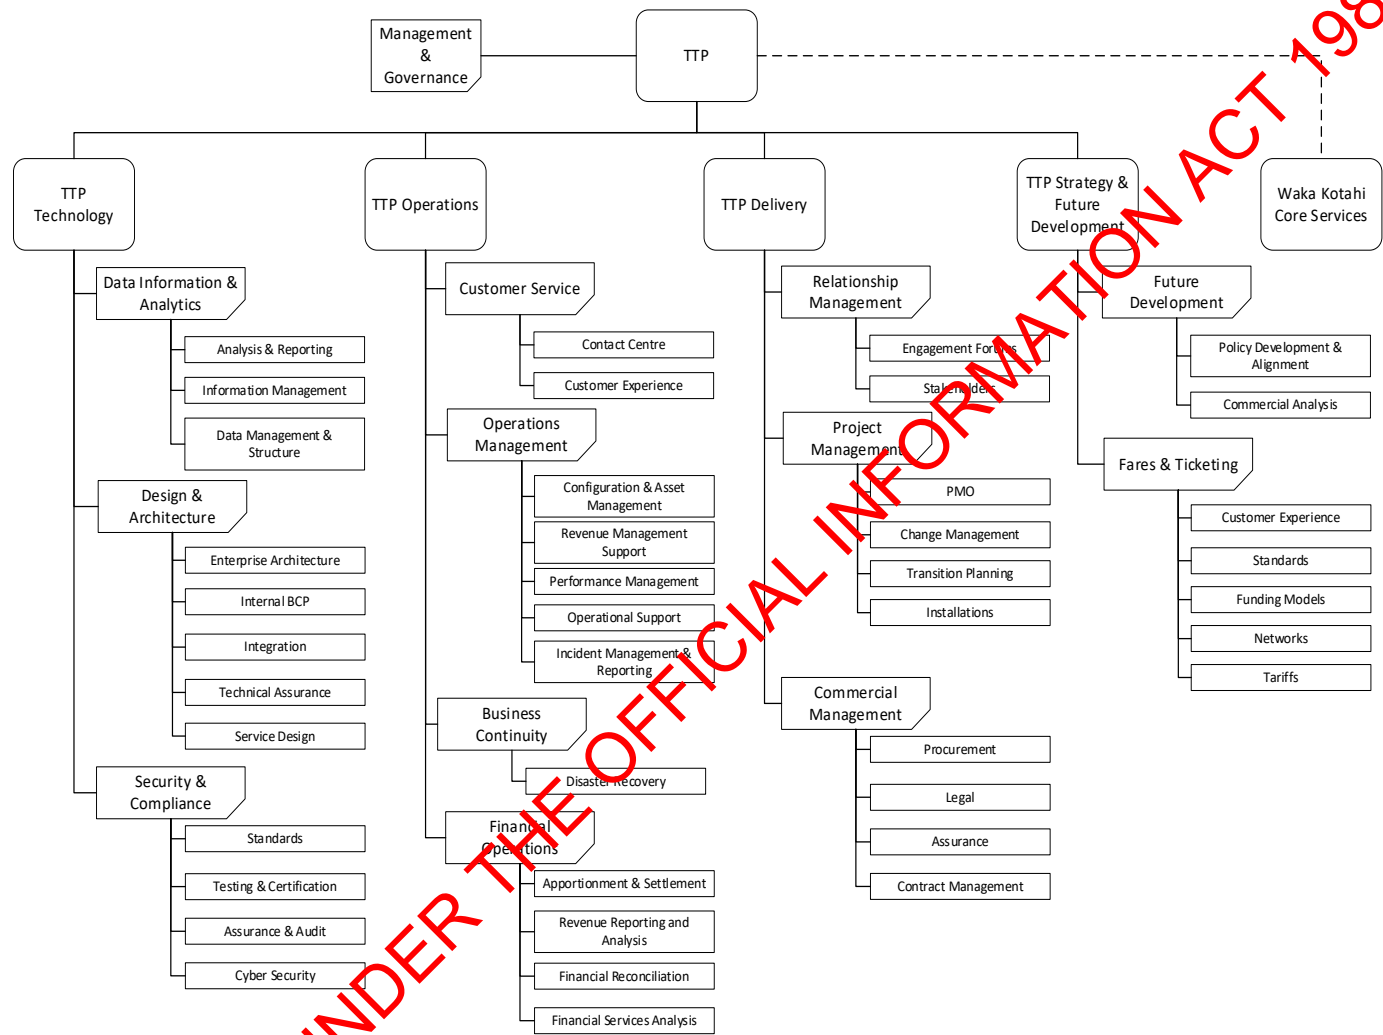 Management
&
Governance
TTP
TTP
Technology
TTP Operations
TTP Delivery
TTP Strategy &
Future
Development
Waka Kotahi
Core Services
Data Information &
Analytics
Analysis & Reporting
Information Management
Data Management &
Structure
Design &
Architecture
Enterprise Architecture
Internal BCP
Integration
Technical Assurance
Service Design
Security &
Compliance
Standards
Testing & Certification
Assurance & Audit
Cyber Security
Customer Service
Contact Centre
Customer Experience
Operations
Management
Configuration & Asset
Management
Revenue Management
Support
Performance Management
Operational Support
Incident Management &
Reporting
Business
Continuity
Disaster Recovery
Financial
Operations
Apportionment & Settlement
Revenue Reporting and
Analysis
Financial Reconciliation
Financial Services Analysis
Relationship
Management
Engagement Forums
Stakeholders
Project
Management
PMO
Change Management
Transition Planning
Installations
Commercial
Management
Procurement
Legal
Assurance
Contract Management
Future
Development
Policy Development &
Alignment
Commercial Analysis
Fares & Ticketing
Customer Experience
Standards
Funding Models
Networks
Tariffs
THE OFFICIAL INFORMATION ACT